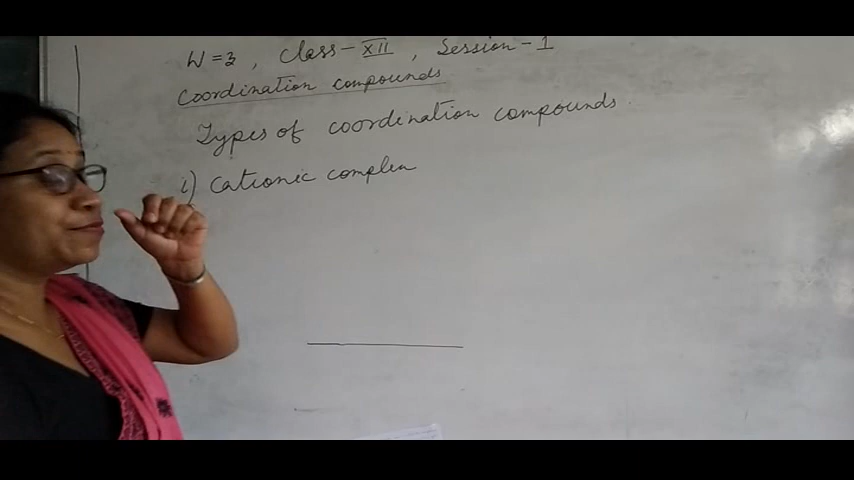 W = 3, Class - XII, Session - 1
Coordination compounds
Types of coordination compounds.
i) Cationic complex